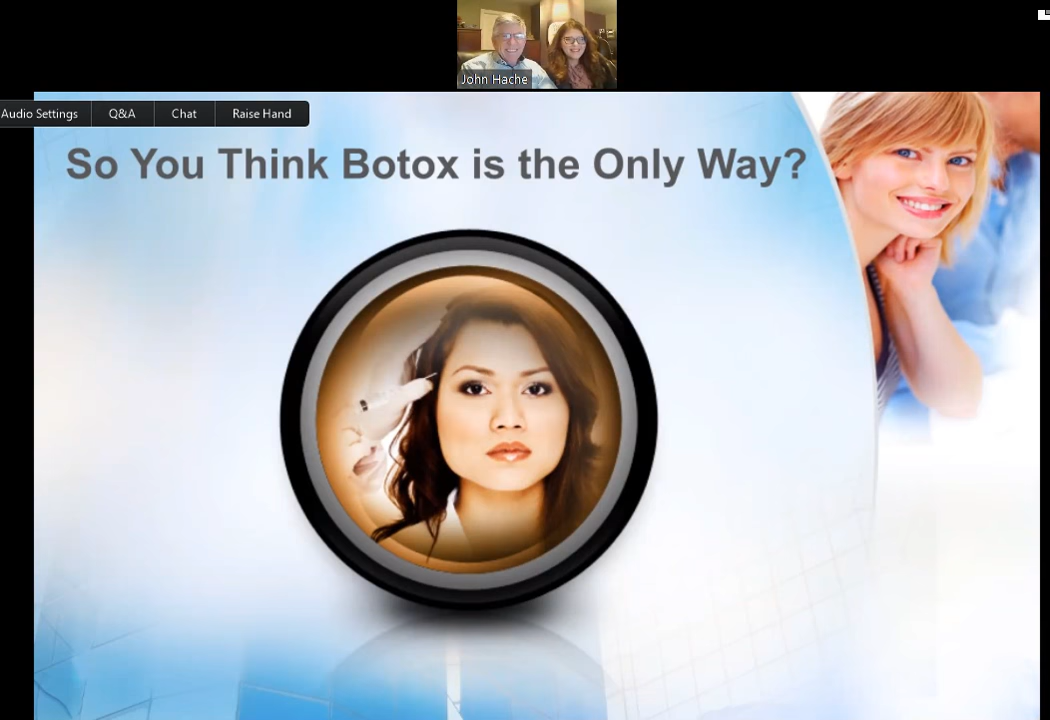 John Hache
Audio Settings
Q&A
Chat
Raise Hand
So You Think Botox is the Only Way?